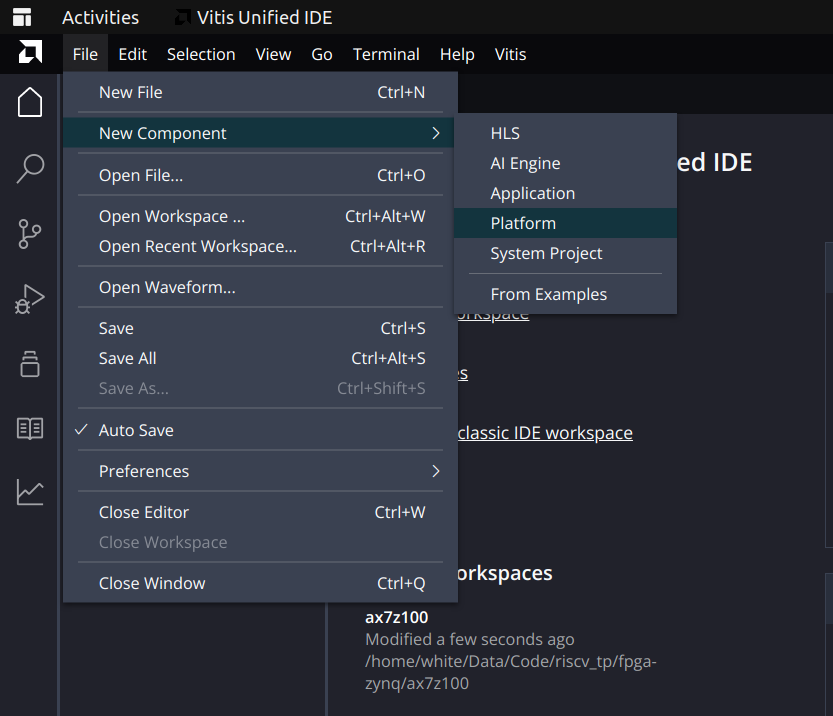 Activities Vitis Unified IDE
File Edit Selection View Go Terminal Help Vitis
New File Ctrl+N
New Component
Open File... Ctrl+O
Open Workspace ... Ctrl+Alt+W
Open Recent Workspace... Ctrl+Alt+R
Open Waveform...
Save Ctrl+S
Save All Ctrl+Alt+S
Save As... Ctrl+Shift+S
Auto Save
Preferences
Close Editor Ctrl+W
Close Workspace
Close Window Ctrl+Q
HLS
AI Engine
Application
Platform
System Project
From Examples
ed IDE
orkspace
es
classic IDE workspace
orkspaces
ax7z100
Modified a few seconds ago
/home/white/Data/Code/riscv_tp/fpga-
zynq/ax7z100